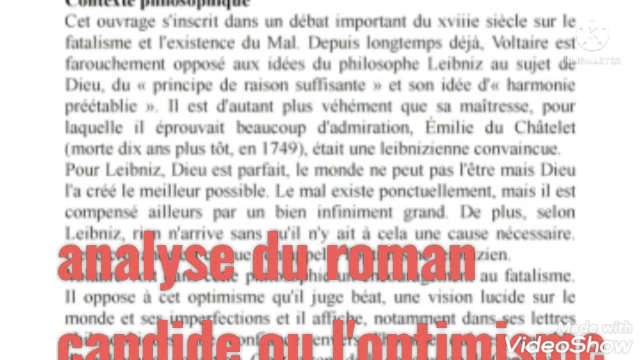 Contexte philosophique
Cet ouvrage s'inscrit dans un débat important du xviiie siècle sur le
fatalisme et l'existence du Mal. Depuis longtemps déjà, Voltaire est
farouchement opposé aux idées du philosophe Leibniz au sujet de
Dieu, du « principe de raison suffisante » et son idée d'« harmonie
préétablie ». Il est d'autant plus véhément que sa maîtresse, pour
laquelle il éprouvait beaucoup d'admiration, Émilie du Châtelet
(morte dix ans plus tôt, en 1749), était une leibnizienne convaincue.
Pour Leibniz, Dieu est parfait, le monde ne peut pas l'être mais Dieu
l'a créé le meilleur possible. Le mal existe ponctuellement, mais il est
compensé ailleurs par un bien infiniment grand. De plus, selon
Leibniz, rien n'arrive sans qu'il n'y ait à cela une cause nécessaire.
analyse du roman
au fatalisme.
Il oppose à cet optimisme qu'il juge béat, une vision lucide sur le
monde et ses imperfections et il affiche, notamment dans ses lettres
candide ou l'optimisme
Made With
VideoShow